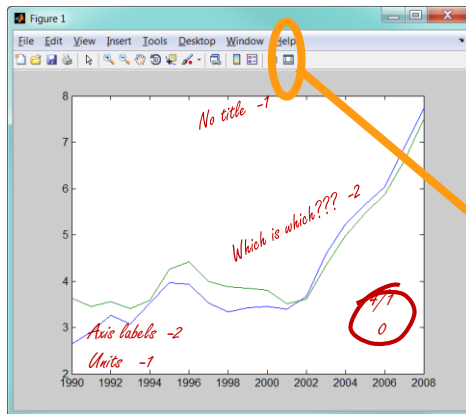 Figure 1
File Edit View Insert Tools Desktop Window Help
8
No title -1
7
6
Which is which??? -2
5
4
3
Axis labels -2
0
Units -1
2
1990 1992 1994 1996 1998 2000 2002 2004 2006 2008